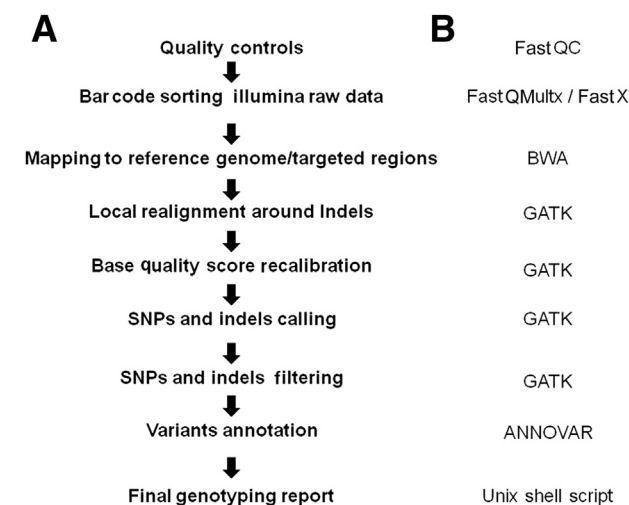 A
B
Quality controls
FastQC
Barcode sorting illumina raw data
FastQMultx / FastX
Mapping to reference genome/targeted regions
BWA
Local realignment around Indels
GATK
Base quality score recalibration
GATK
SNPs and indels calling
GATK
SNPs and indels filtering
GATK
Variants annotation
ANNOVAR
Final genotyping report
Unix shell script